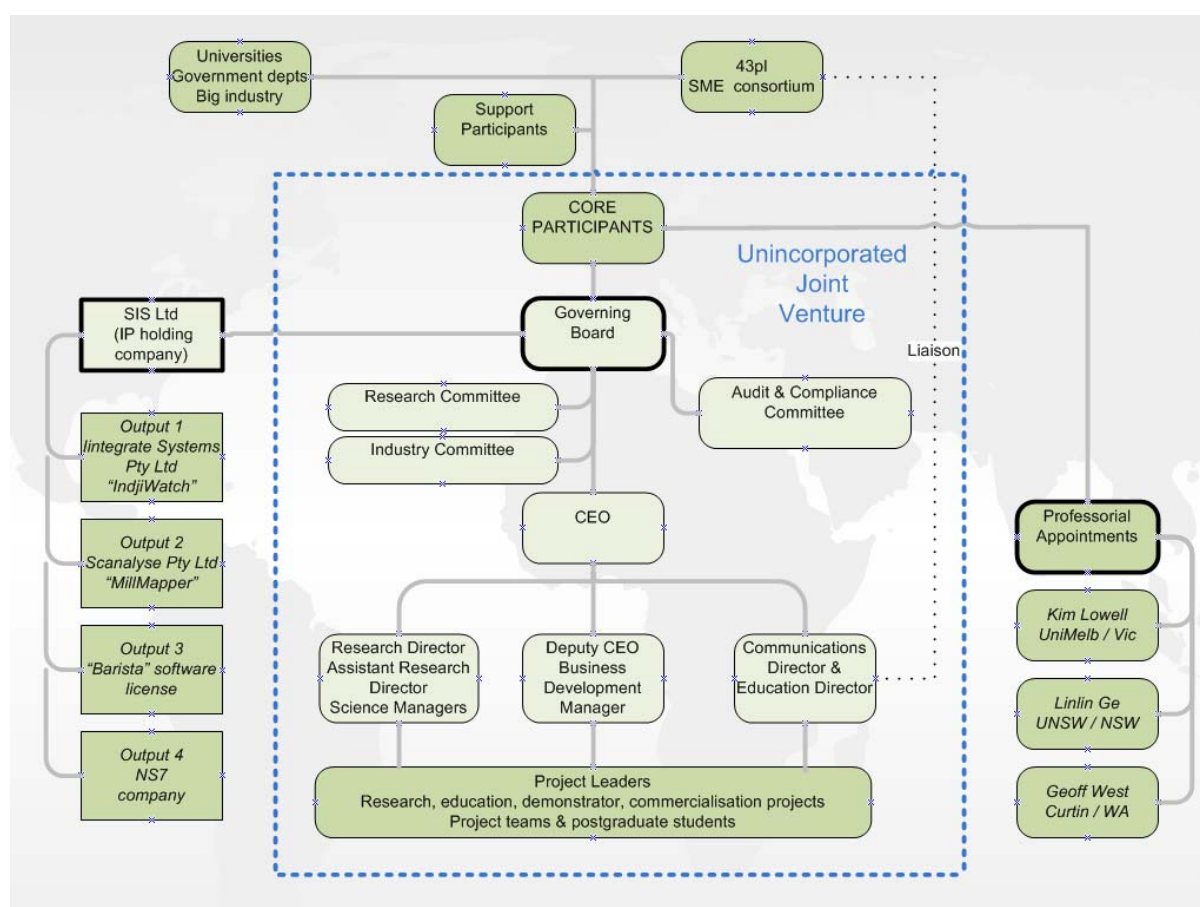 Universities
Government depts
Big industry
43pl
SME consortium
Support
Participants
CORE
PARTICIPANTS
Unincorporated
Joint
Venture
SIS Ltd
(IP holding
company)
Governing
Board
Liaison
Research Committee
Audit & Compliance
Committee
Industry Committee
Output 1
Iintegrate Systems
Pty Ltd
“IndjiWatch”
CEO
Professorial
Appointments
Output 2
Scanalyse Pty Ltd
“MillMapper”
Kim Lowell
UniMelb / Vic
Output 3
“Barista” software
license
Research Director
Assistant Research
Director
Science Managers
Deputy CEO
Business
Development
Manager
Communications
Director &
Education Director
Linlin Ge
UNSW / NSW
Output 4
NS7
company
Project Leaders
Research, education, demonstrator, commercialisation projects
Project teams & postgraduate students
Geoff West
Curtin / WA